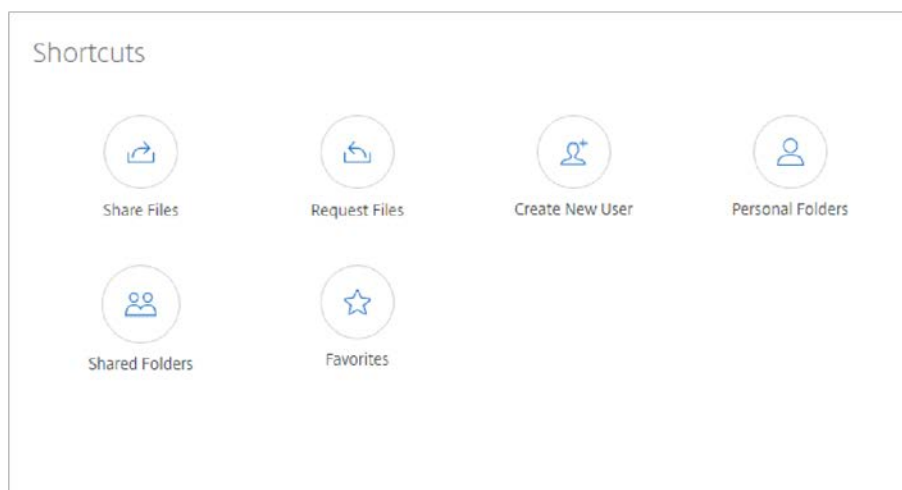 Shortcuts
Share Files
Request Files
Create New User
Personal Folders
Shared Folders
Favorites